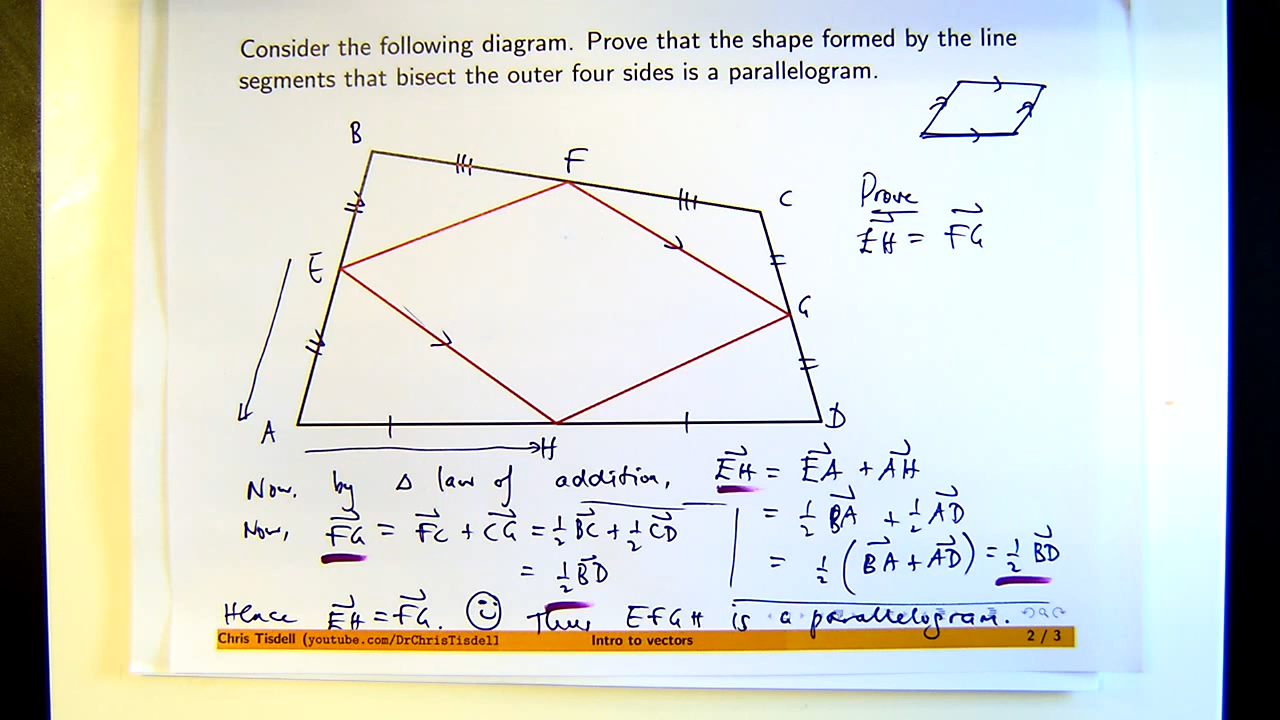 Consider the following diagram. Prove that the shape formed by the line
segments that bisect the outer four sides is a parallelogram.
B
F
C
Prove
EH = FG
E
G
A
H
D
Now, by Δ law of addition, EH = EA + AH
= ½ BA + ½ AD
= ½ (BA + AD) = ½ BD
Now, FG = FC + CG = ½ BC + ½ CD
= ½ BD
Hence EH = FG. Thus EFGH is a parallelogram.
Chris Tisdell (youtube.com/DrChrisTisdell
Intro to vectors
2 / 3